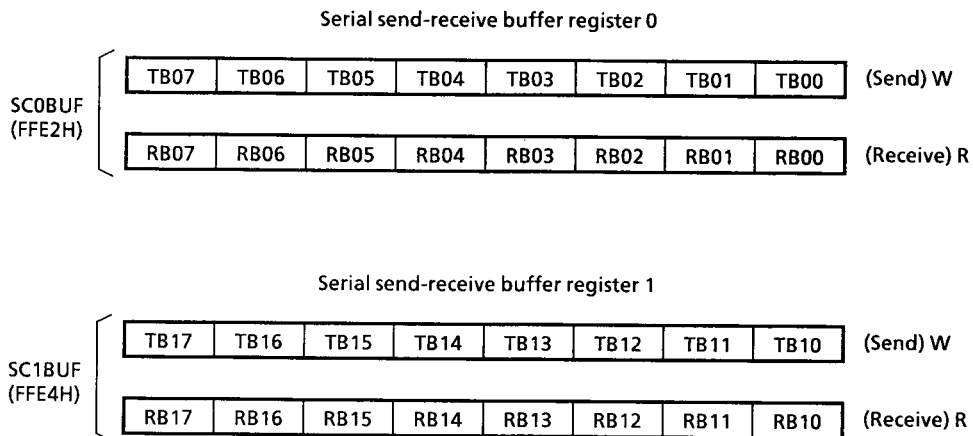 Serial send-receive buffer register 0
TB07 TB06 TB05 TB04 TB03 TB02 TB01 TB00 (Send) W
SC0BUF
(FFE2H)
RB07 RB06 RB05 RB04 RB03 RB02 RB01 RB00 (Receive) R
Serial send-receive buffer register 1
TB17 TB16 TB15 TB14 TB13 TB12 TB11 TB10 (Send) W
SC1BUF
(FFE4H)
RB17 RB16 RB15 RB14 RB13 RB12 RB11 RB10 (Receive) R